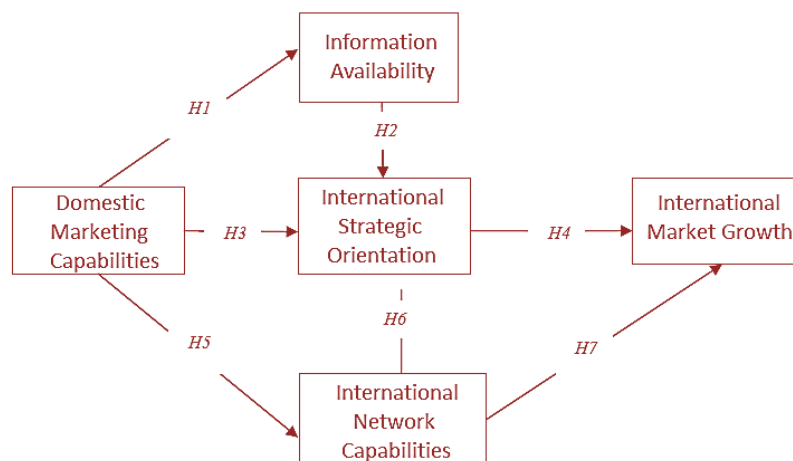 Information
Availability
H1
H2
Domestic
Marketing
Capabilities
H3
International
Strategic
Orientation
H4
International
Market Growth
H5
H6
H7
International
Network
Capabilities